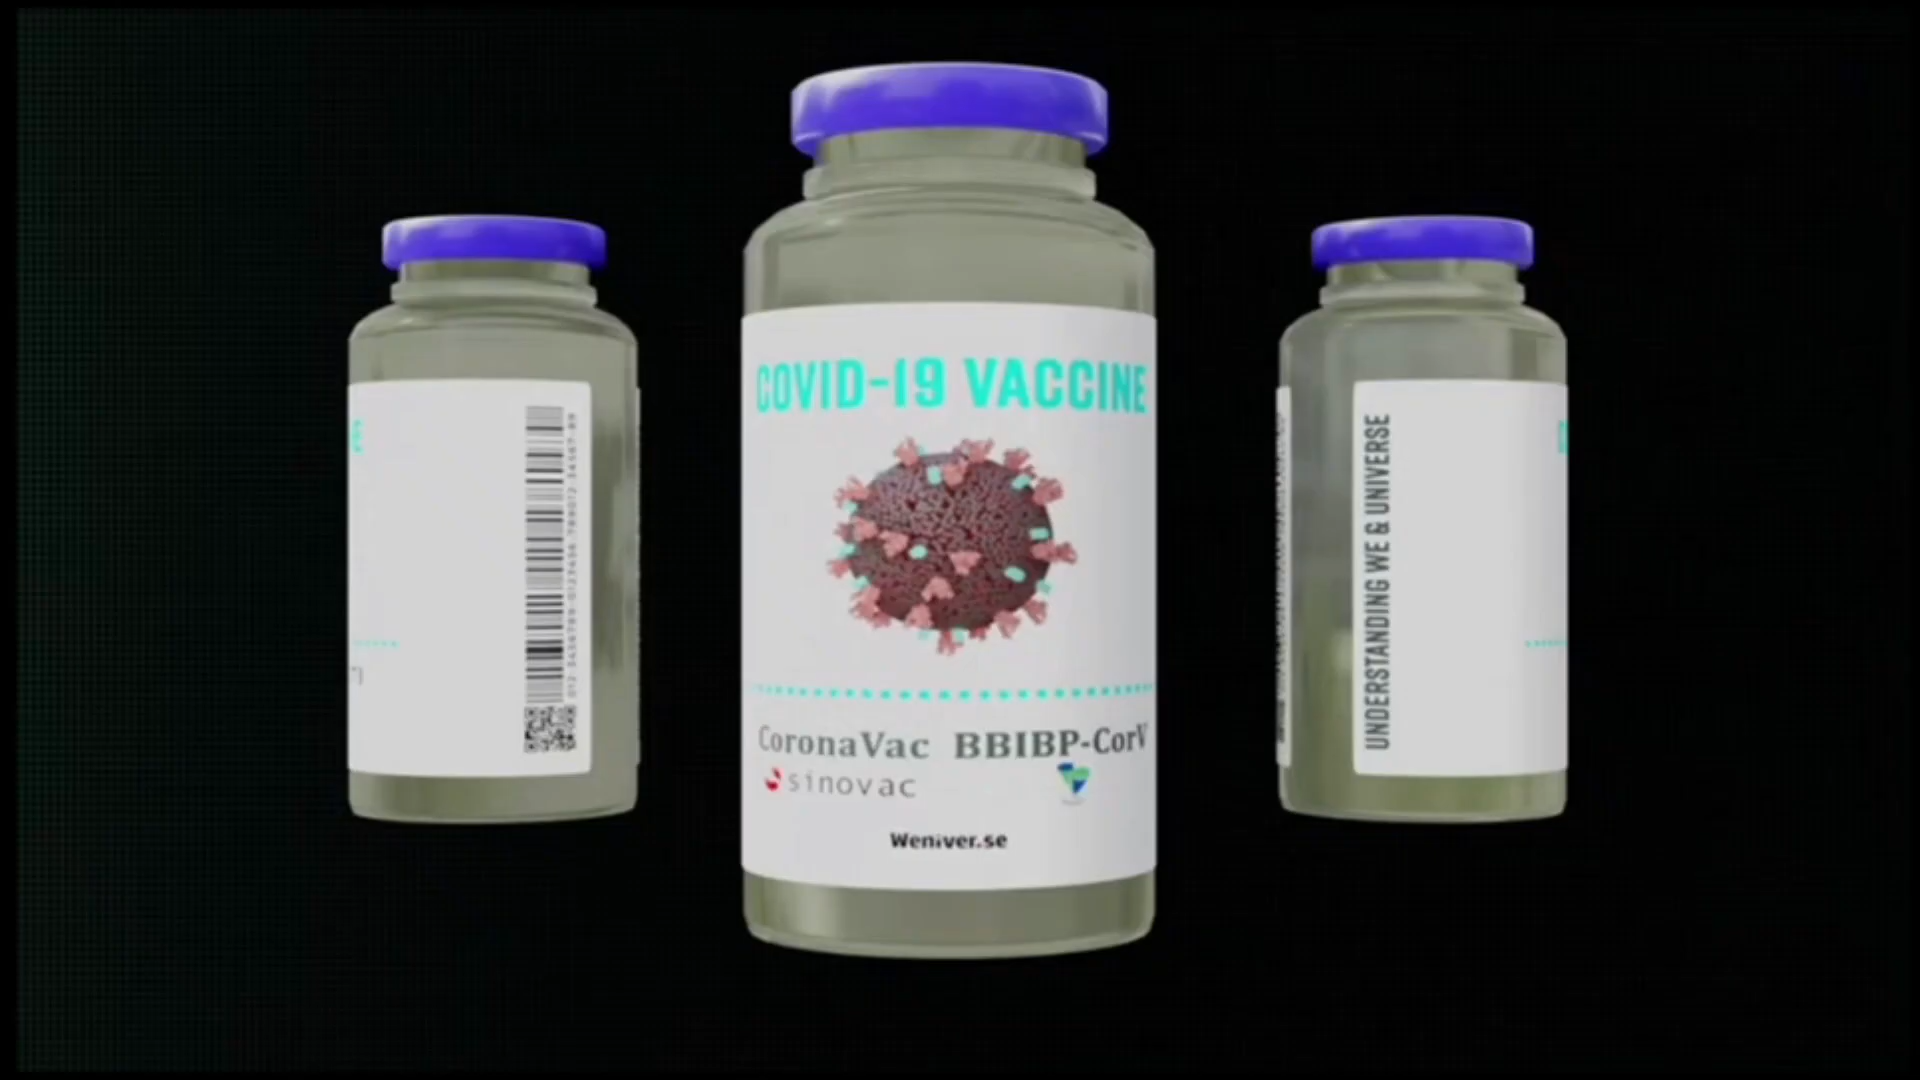 COVID-19 VACCINE
CoronaVac BBIBP-CorV
sinovac
Weniver.se
UNDERSTANDING WE & UNIVERSE